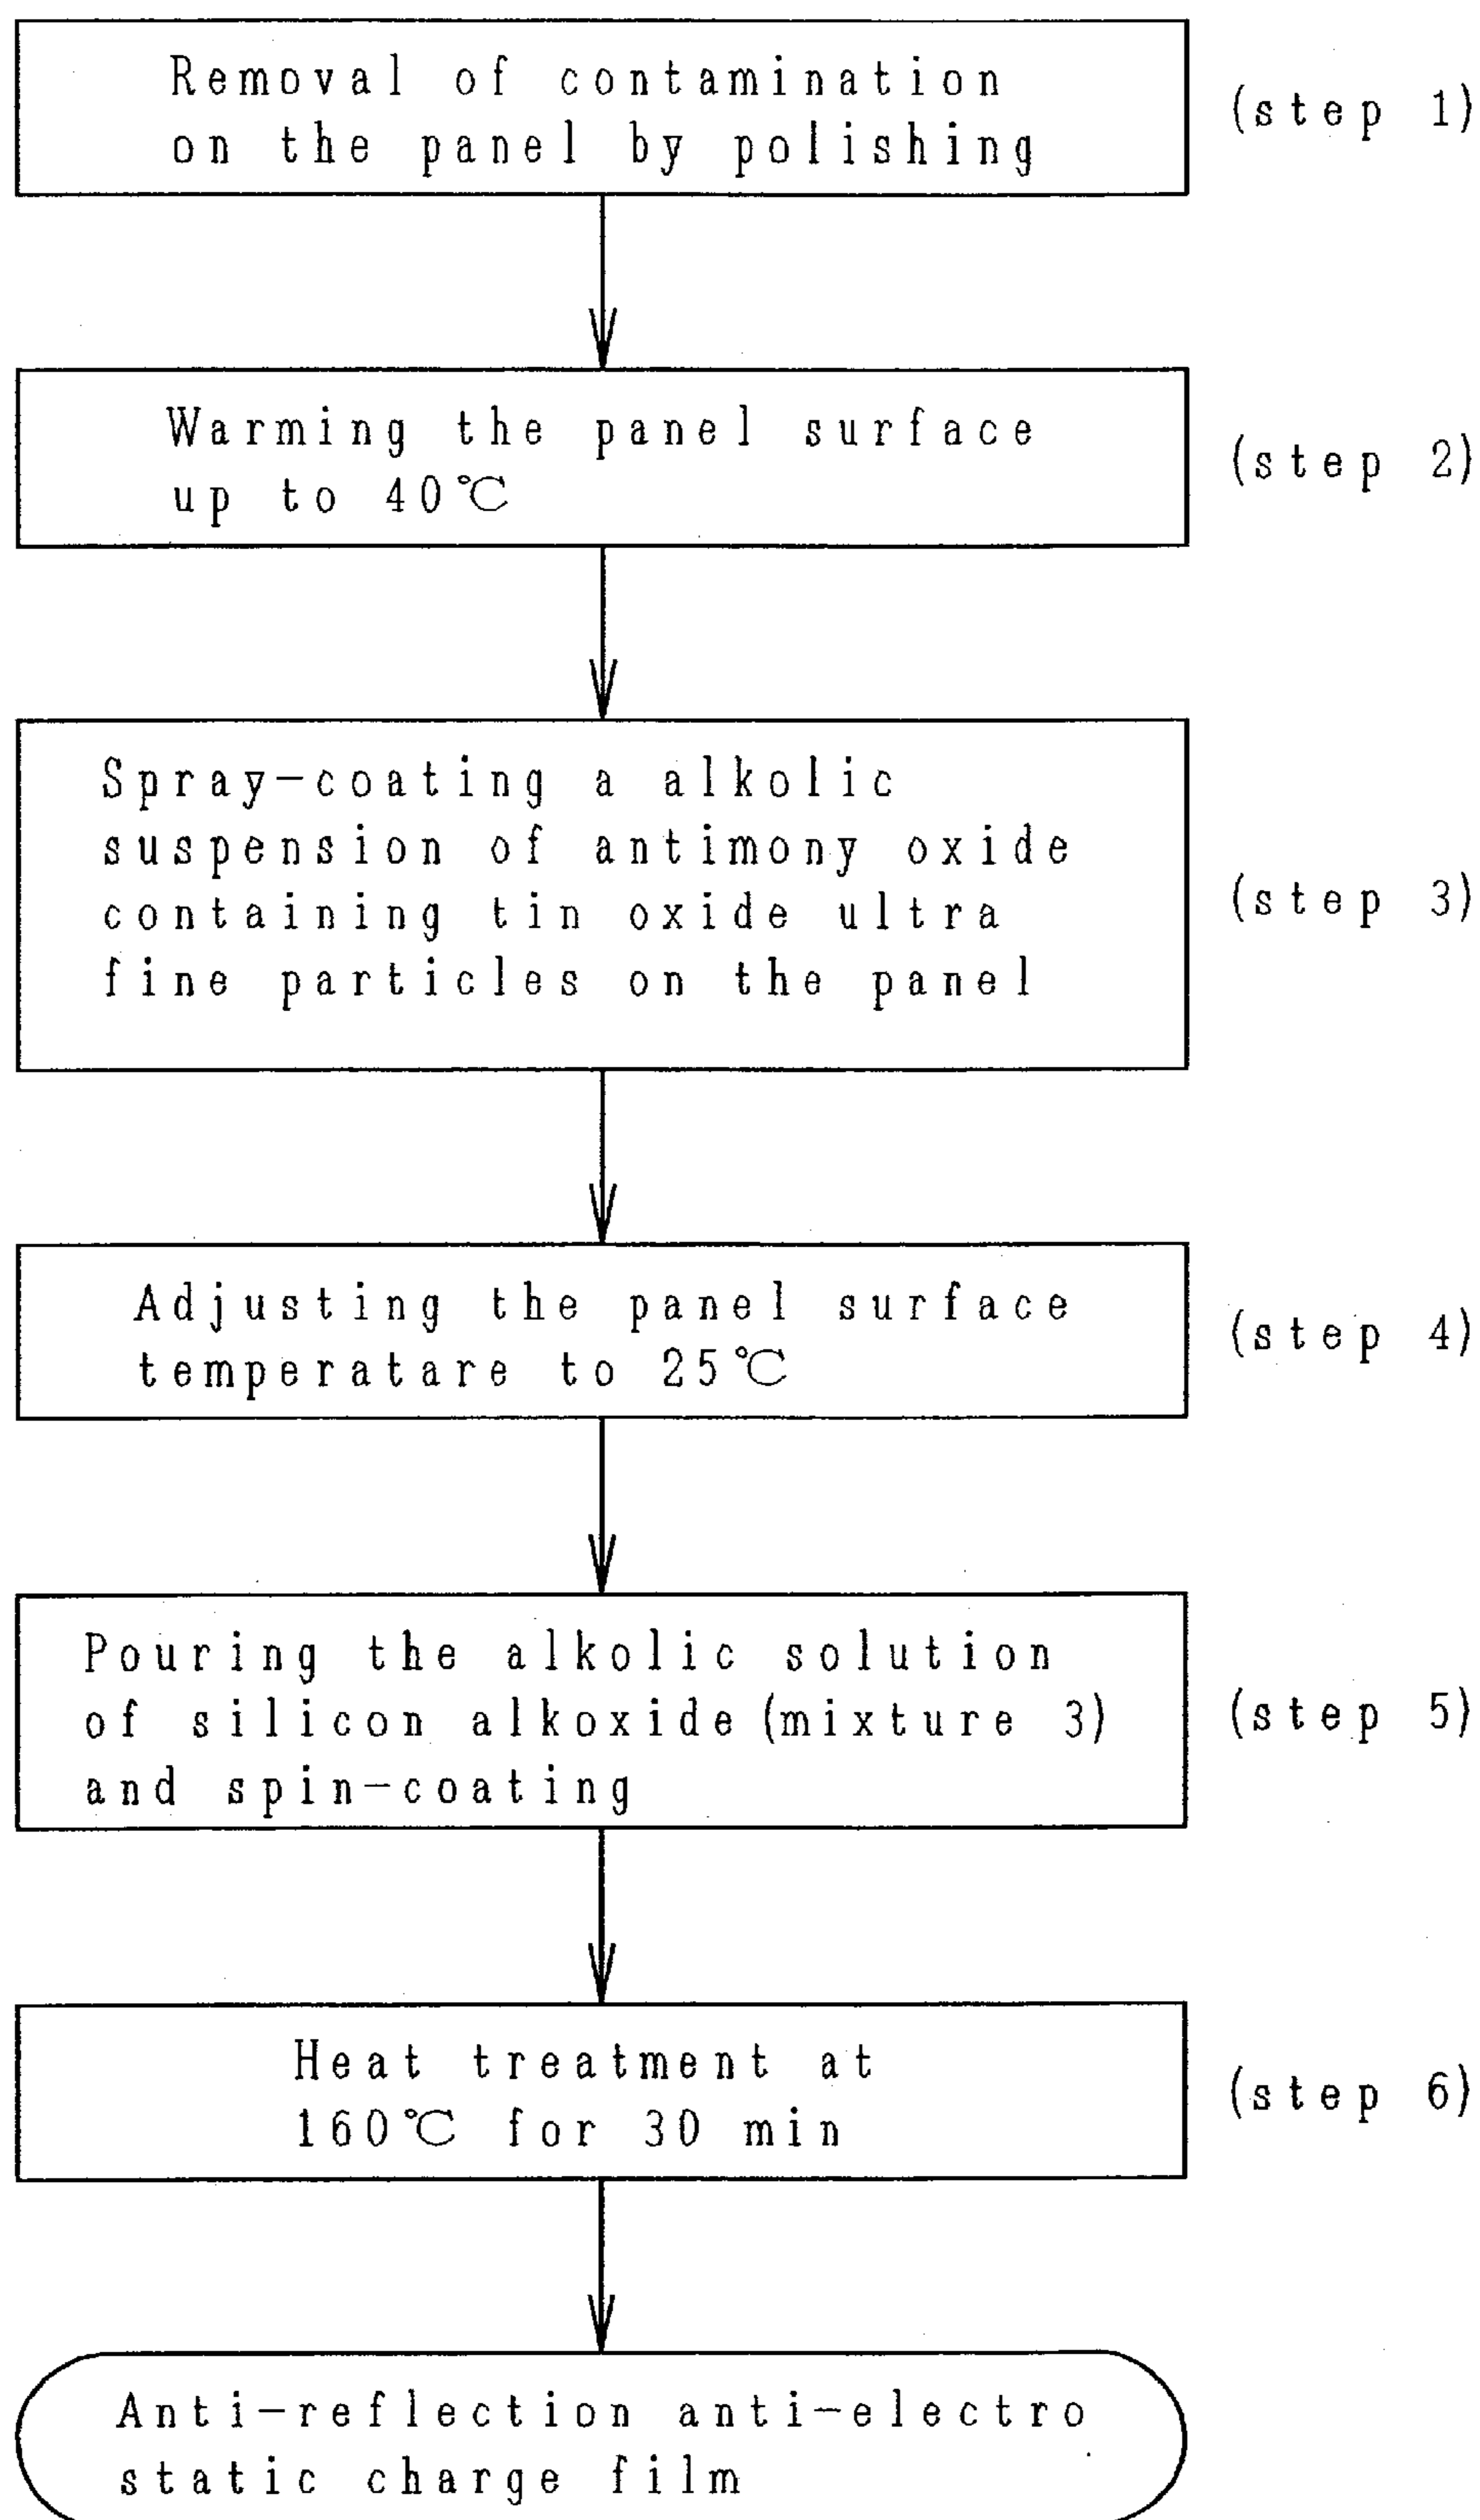 Removal of contamination
on the panel by polishing
(step 1)
Warming the panel surface
up to 40℃
(step 2)
Spray-coating a alkolic
suspension of antimony oxide
containing tin oxide ultra
fine particles on the panel
(step 3)
Adjusting the panel surface
temperatare to 25℃
(step 4)
Pouring the alkolic solution
of silicon alkoxide(mixture 3)
and spin-coating
(step 5)
Heat treatment at
160℃ for 30 min
(step 6)
Anti-reflection anti-electro
static charge film